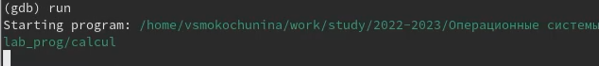 (gdb) run
Starting program: /home/vsmokochunina/work/study/2022-2023/Операционные системы
lab_prog/calcul